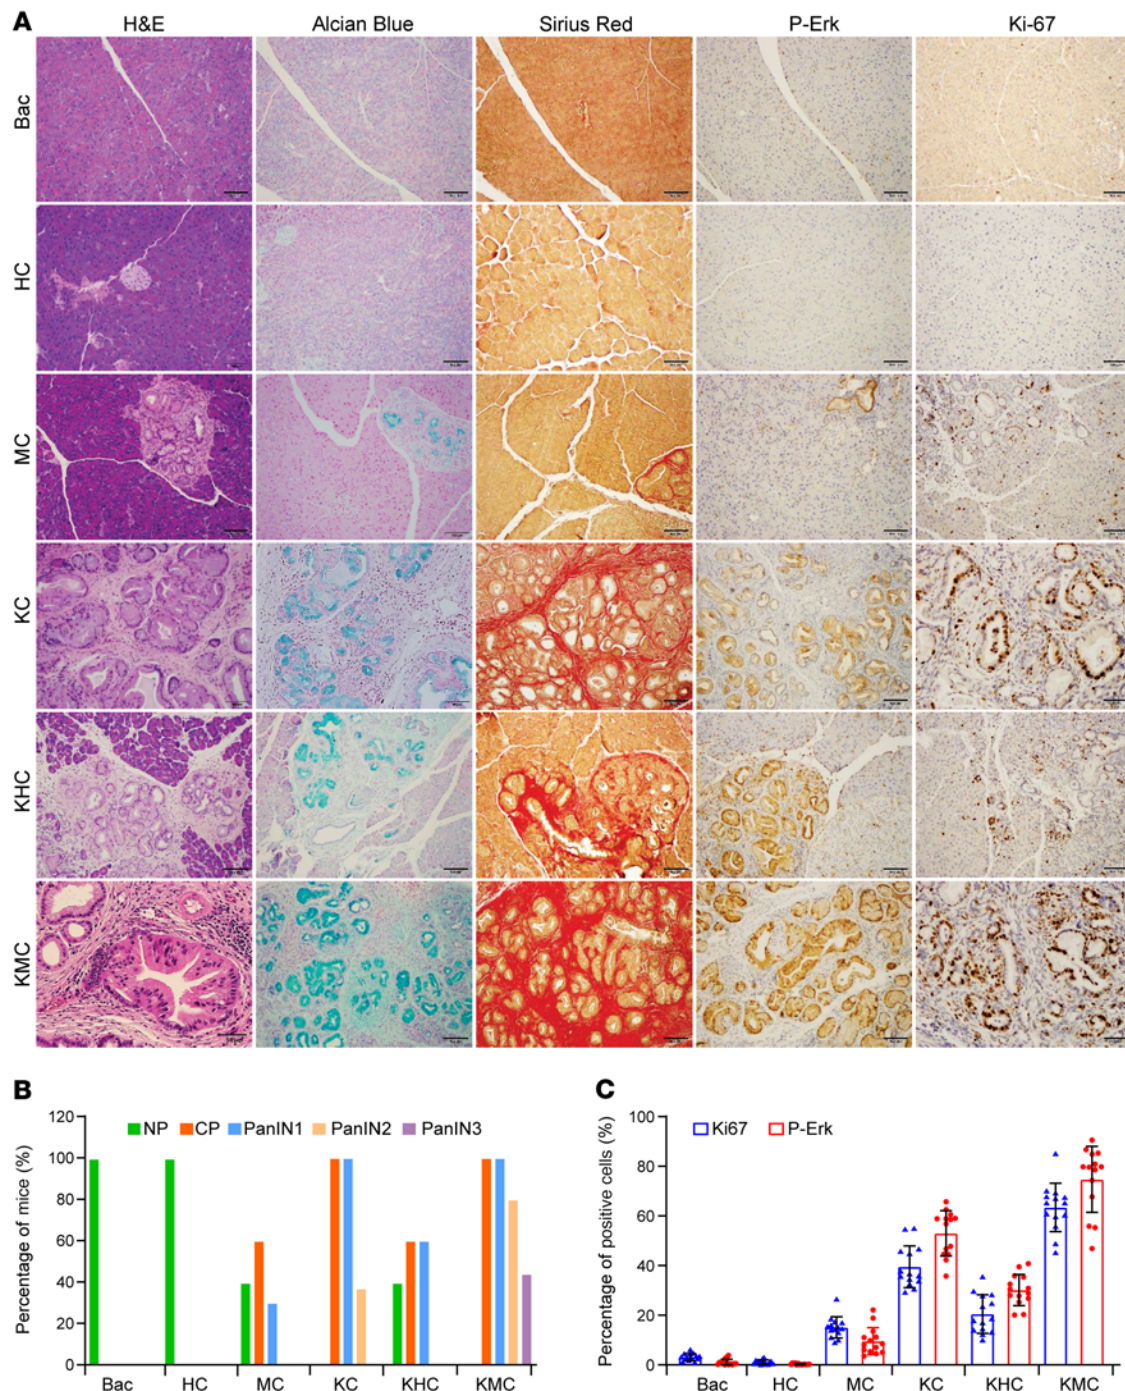 A
H&E Alcian Blue Sirius Red P-Erk Ki-67
Bac
HC
MC
KC
KHC
KMC
B
120
100
80
60
40
20
0
Percentage of mice (%)
NP CP PanIN1 PanIN2 PanIN3
Bac HC MC KC KHC KMC
C
100
80
60
40
20
0
Percentage of positive cells (%)
Ki67 P-Erk
Bac HC MC KC KHC KMC